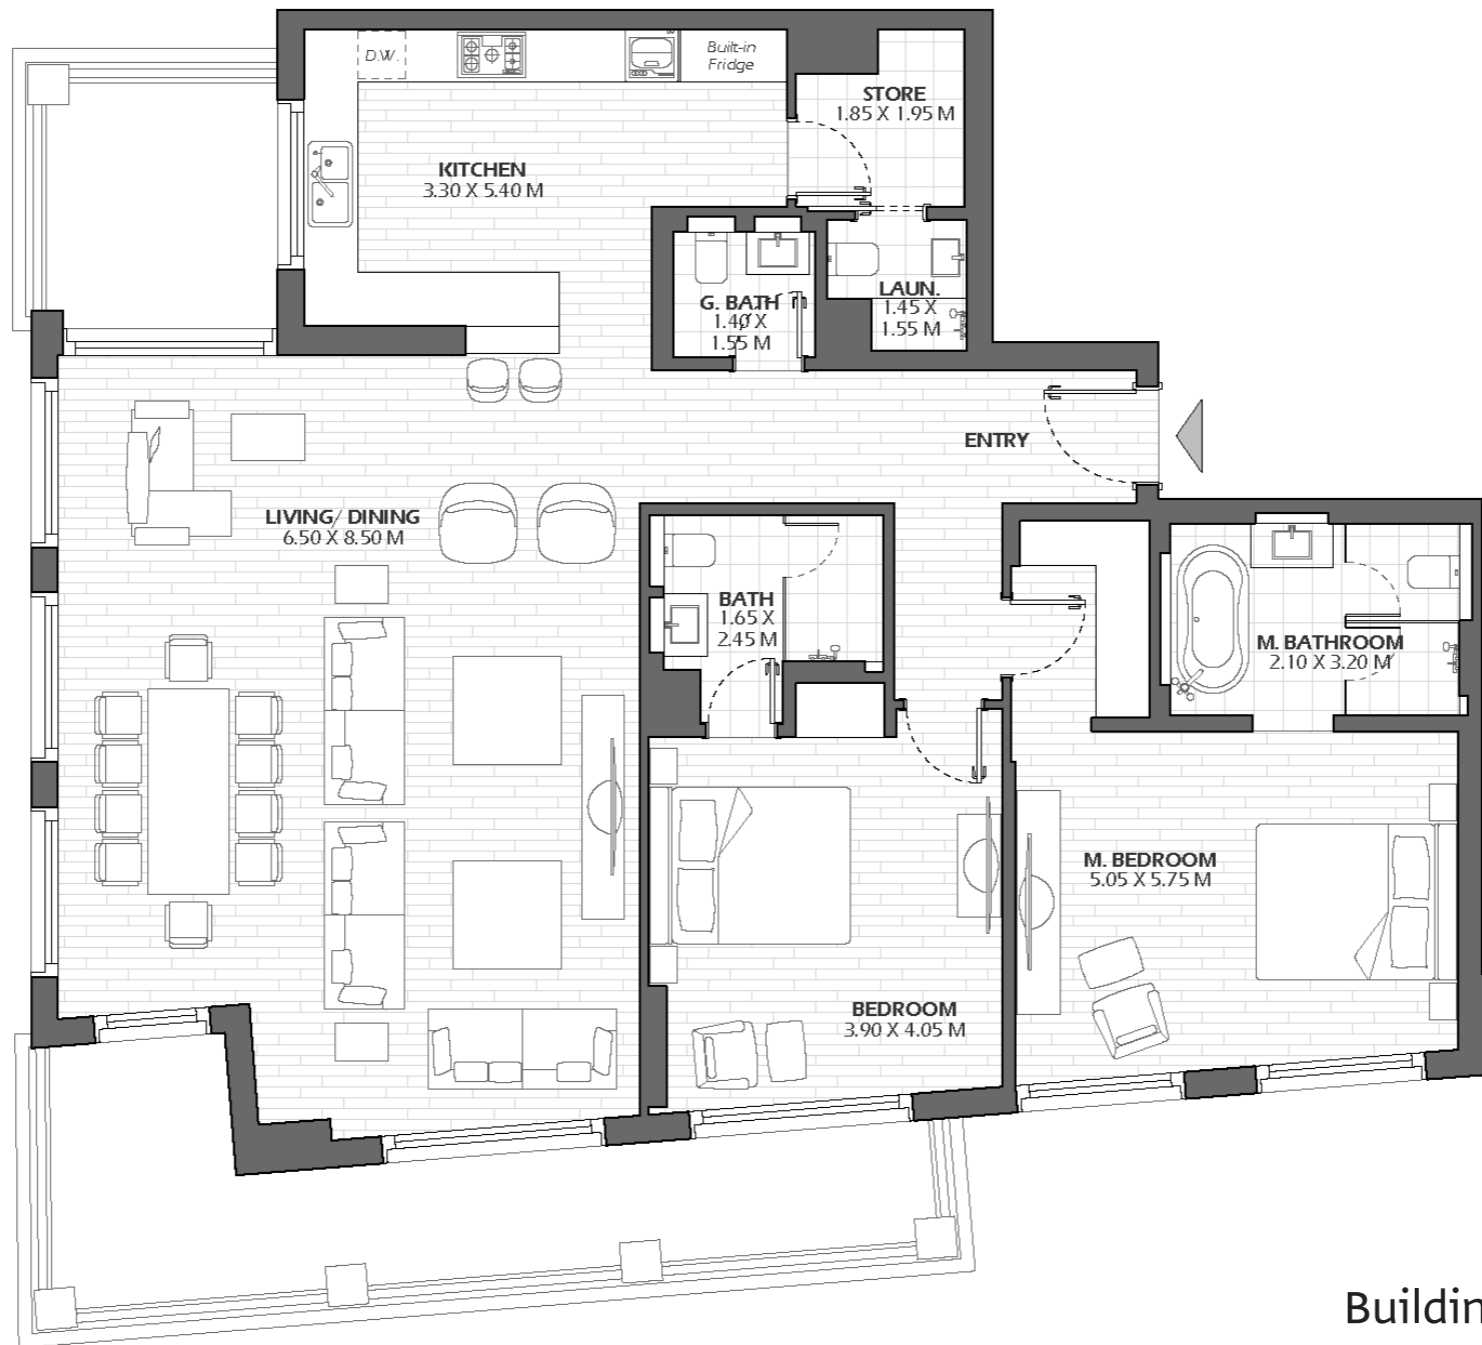 D.W.
Built-in
Fridge
STORE
1.85 X 1.95 M
KITCHEN
3.30 X 5.40 M
G. BATH
1.40 X
1.55 M
LAUN.
1.45 X
1.55 M
ENTRY
LIVING/ DINING
6.50 X 8.50 M
BATH
1.65 X
2.45 M
M. BATHROOM
2.10 X 3.20 M
M. BEDROOM
5.05 X 5.75 M
BEDROOM
3.90 X 4.05 M
Buildin